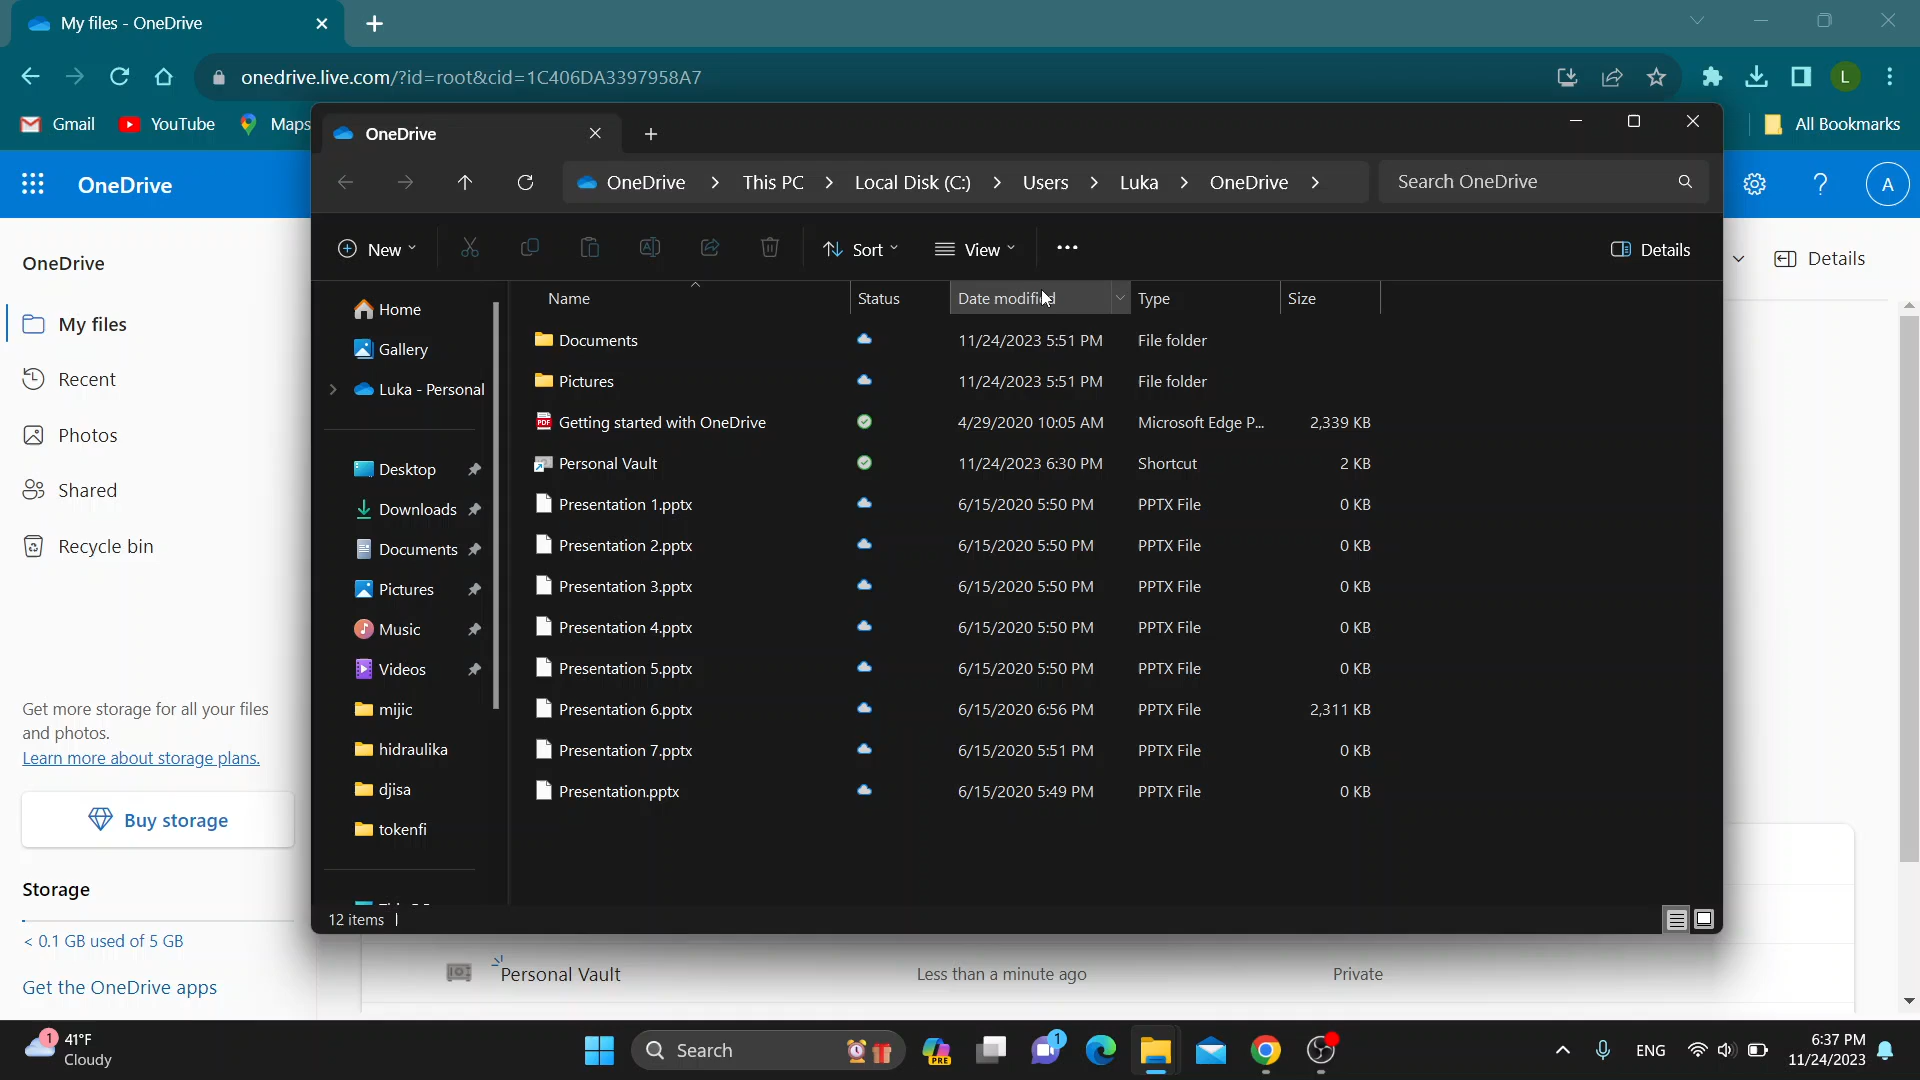 My files - OneDrive
onedrive.live.com/?id=root&cid=1C406DA3397958A7
L
Gmail YouTube Maps All Bookmarks
OneDrive
OneDrive
A
OneDrive > This PC > Local Disk (C:) > Users > Luka > OneDrive >
Search OneDrive
New Sort View ••• Details
Details
OneDrive
My files
Recent
Photos
Shared
Recycle bin
Get more storage for all your files
and photos.
Learn more about storage plans.
Buy storage
Storage
< 0.1 GB used of 5 GB
Get the OneDrive apps
Home
Gallery
Luka - Personal
Desktop
Downloads
Documents
Pictures
Music
Videos
mijic
hidraulika
djisa
tokenfi
Name Status Date modified Type Size
Documents 11/24/2023 5:51 PM File folder
Pictures 11/24/2023 5:51 PM File folder
PDF Getting started with OneDrive 4/29/2020 10:05 AM Microsoft Edge P... 2,339 KB
Personal Vault 11/24/2023 6:30 PM Shortcut 2 KB
Presentation 1.pptx 6/15/2020 5:50 PM PPTX File 0 KB
Presentation 2.pptx 6/15/2020 5:50 PM PPTX File 0 KB
Presentation 3.pptx 6/15/2020 5:50 PM PPTX File 0 KB
Presentation 4.pptx 6/15/2020 5:50 PM PPTX File 0 KB
Presentation 5.pptx 6/15/2020 5:50 PM PPTX File 0 KB
Presentation 6.pptx 6/15/2020 6:56 PM PPTX File 2,311 KB
Presentation 7.pptx 6/15/2020 5:51 PM PPTX File 0 KB
Presentation.pptx 6/15/2020 5:49 PM PPTX File 0 KB
12 items
Personal Vault Less than a minute ago Private
1
41°F
Cloudy
Search
PRE
1
ENG
6:37 PM
11/24/2023